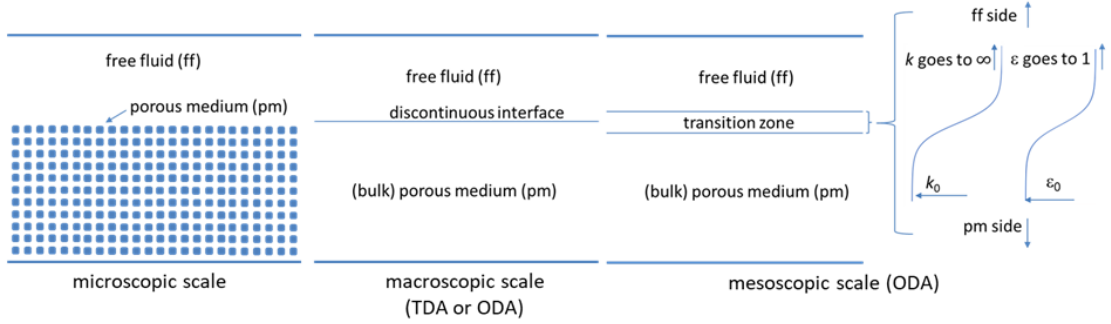 free fluid (ff)
porous medium (pm)
microscopic scale
free fluid (ff)
discontinuous interface
(bulk) porous medium (pm)
macroscopic scale
(TDA or ODA)
free fluid (ff)
transition zone
(bulk) porous medium (pm)
mesoscopic scale (ODA)
ff side
k goes to ∞
ε goes to 1
k₀
ε₀
pm side